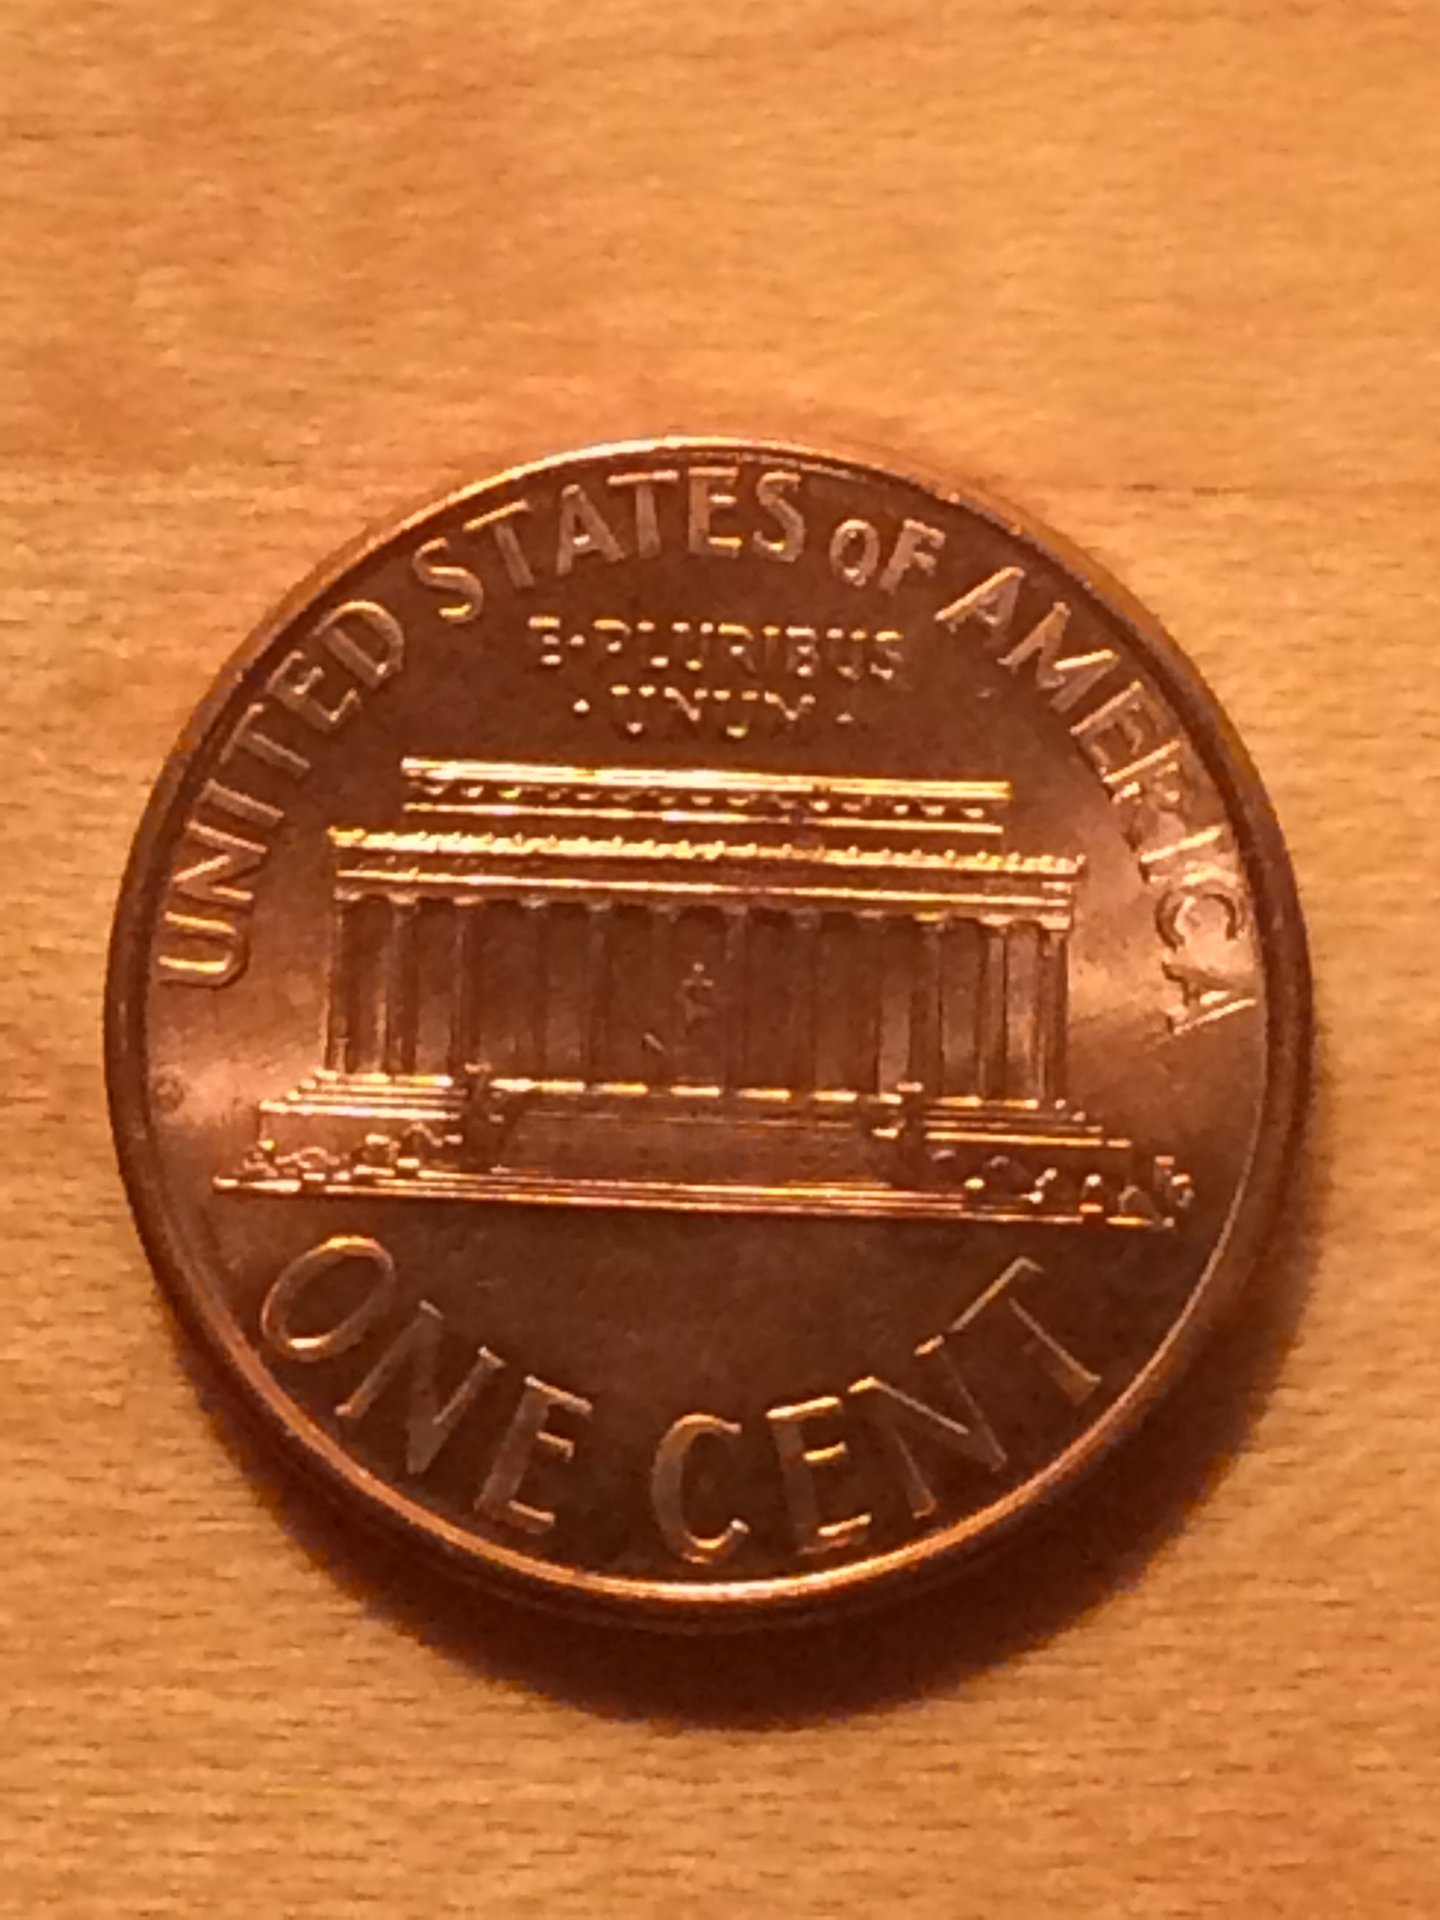 UNITED STATES OF AMERICA
E·PLURIBUS
·UNUM·
ONE CENT